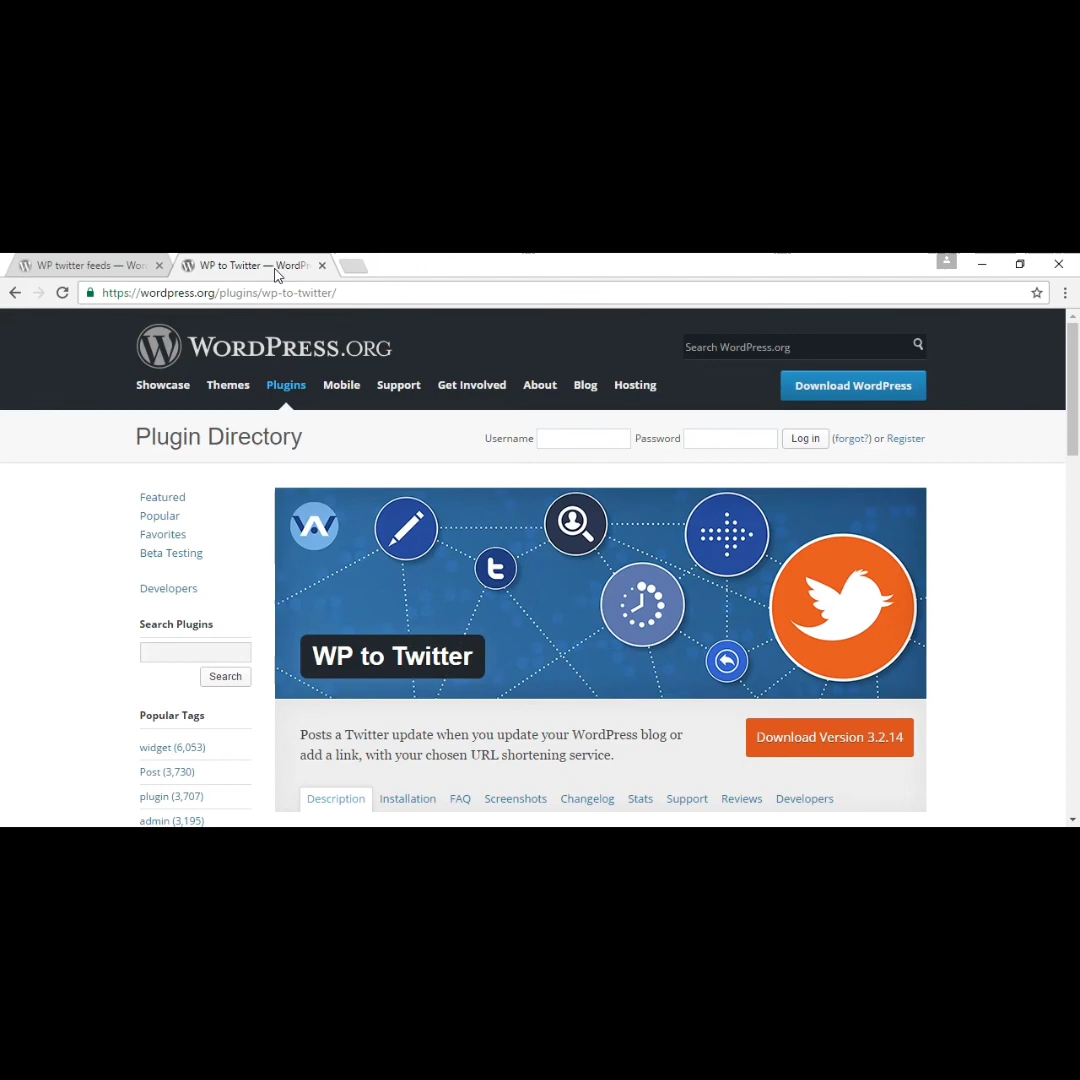 WP twitter feeds — Wor
WP to Twitter — WordPr
https://wordpress.org/plugins/wp-to-twitter/
WORDPRESS.ORG
Search WordPress.org
Showcase Themes Plugins Mobile Support Get Involved About Blog Hosting
Download WordPress
Plugin Directory
Username Password Log in (forgot?) or Register
Featured
Popular
Favorites
Beta Testing
Developers
Search Plugins
Search
Popular Tags
widget (6,053)
Post (3,730)
plugin (3,707)
admin (3,195)
WP to Twitter
Posts a Twitter update when you update your WordPress blog or
add a link, with your chosen URL shortening service.
Download Version 3.2.14
Description Installation FAQ Screenshots Changelog Stats Support Reviews Developers